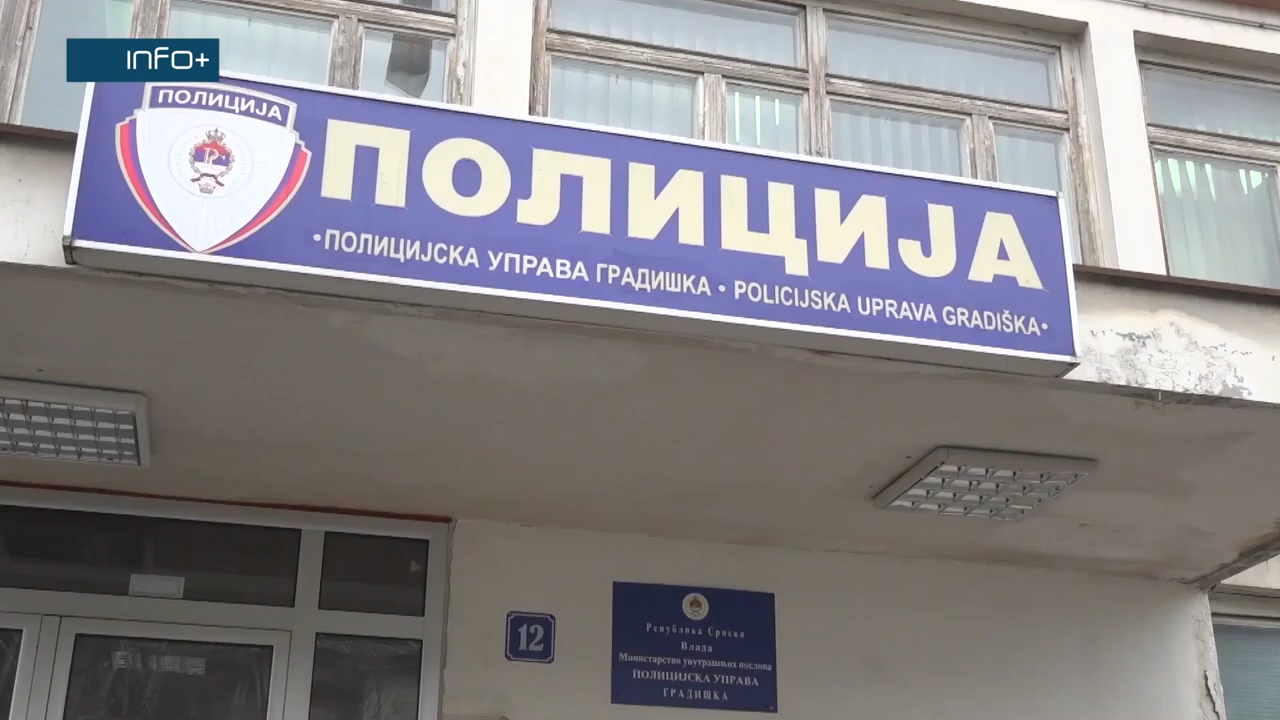 INFO+
ПОЛИЦИЈА
ПОЛИЦИЈА
•ПОЛИЦИЈСКА УПРАВА ГРАДИШКА • POLICIJSKA UPRAVA GRADIŠKA•
12
Република Српска
Влада
Министарство унутрашњих послова
ПОЛИЦИЈСКА УПРАВА
ГРАДИШКА